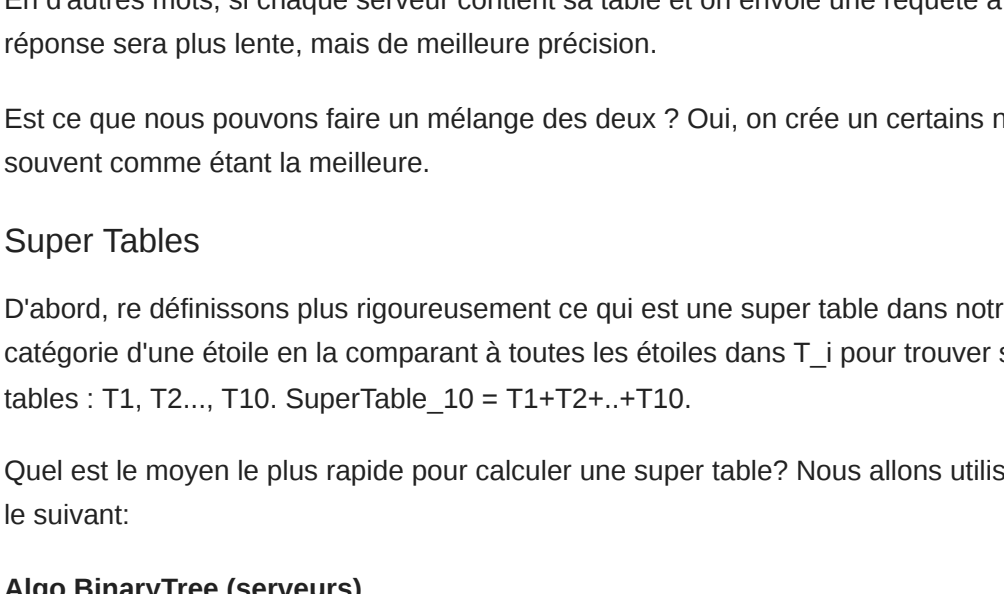 En d'autres mots, si chaque serveur contient sa table et on envoie une requête à
réponse sera plus lente, mais de meilleure précision.
Est ce que nous pouvons faire un mélange des deux ? Oui, on crée un certains
souvent comme étant la meilleure.
Super Tables
D'abord, re définissons plus rigoureusement ce qui est une super table dans notr
catégorie d'une étoile en la comparant à toutes les étoiles dans T_i pour trouver
tables : T1, T2..., T10. SuperTable_10 = T1+T2+..+T10.
Quel est le moyen le plus rapide pour calculer une super table? Nous allons utilis
le suivant:
Algo BinaryTree (serveurs)